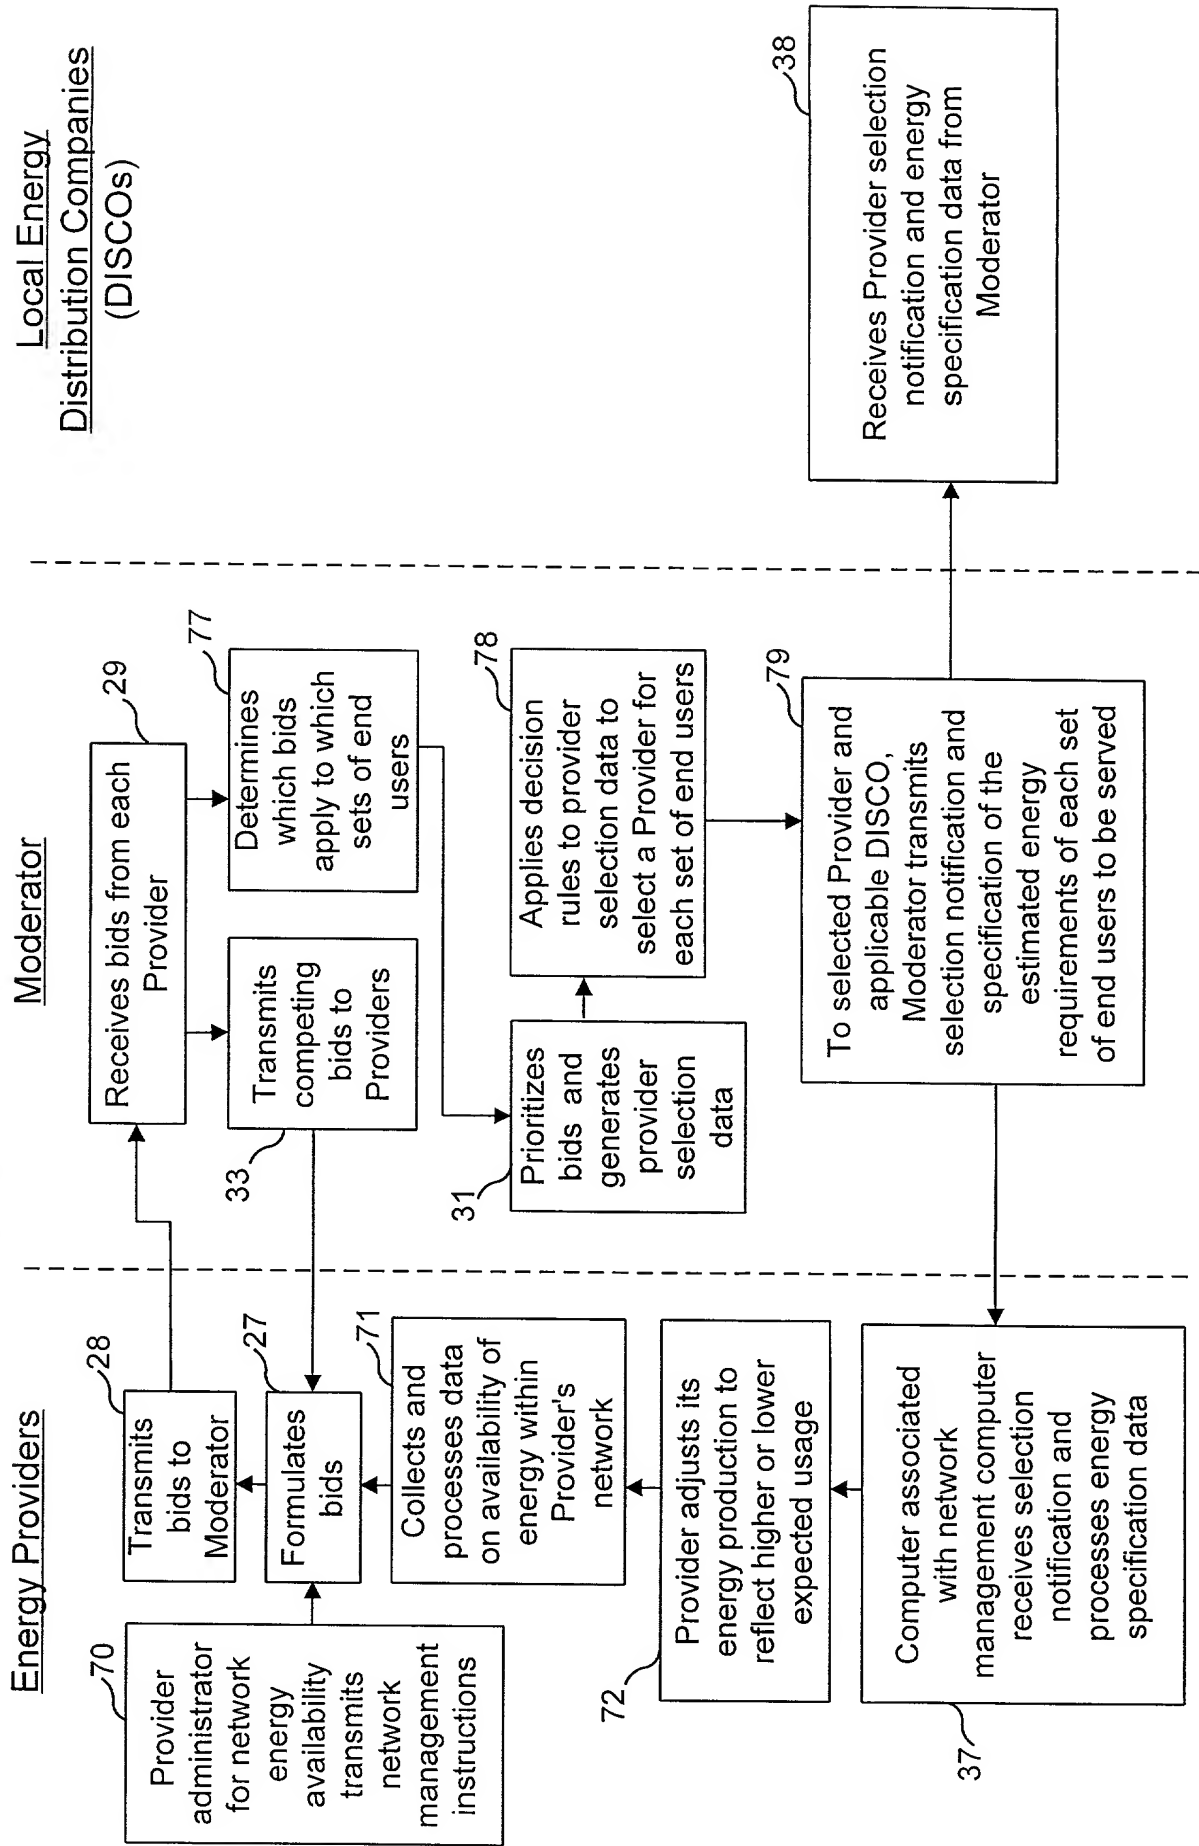 Energy Providers
70
Provider
administrator
for network
energy
availability
transmits
network
management
instructions
28
Transmits
bids to
Moderator
27
Formulates
bids
71
Collects and
processes data
on availability of
energy within
Provider's
network
72
Provider adjusts its
energy production to
reflect higher or lower
expected usage
37
Computer associated
with network
management computer
receives selection
notification and
processes energy
specification data
Moderator
29
Receives bids from each
Provider
33
Transmits
competing
bids to
Providers
77
Determines
which bids
apply to which
sets of end
users
31
Prioritizes
bids and
generates
provider
selection
data
78
Applies decision
rules to provider
selection data to
select a Provider for
each set of end users
79
To selected Provider and
applicable DISCO,
Moderator transmits
selection notification and
specification of the
estimated energy
requirements of each set
of end users to be served
Local Energy
Distribution Companies
(DISCOs)
38
Receives Provider selection
notification and energy
specification data from
Moderator